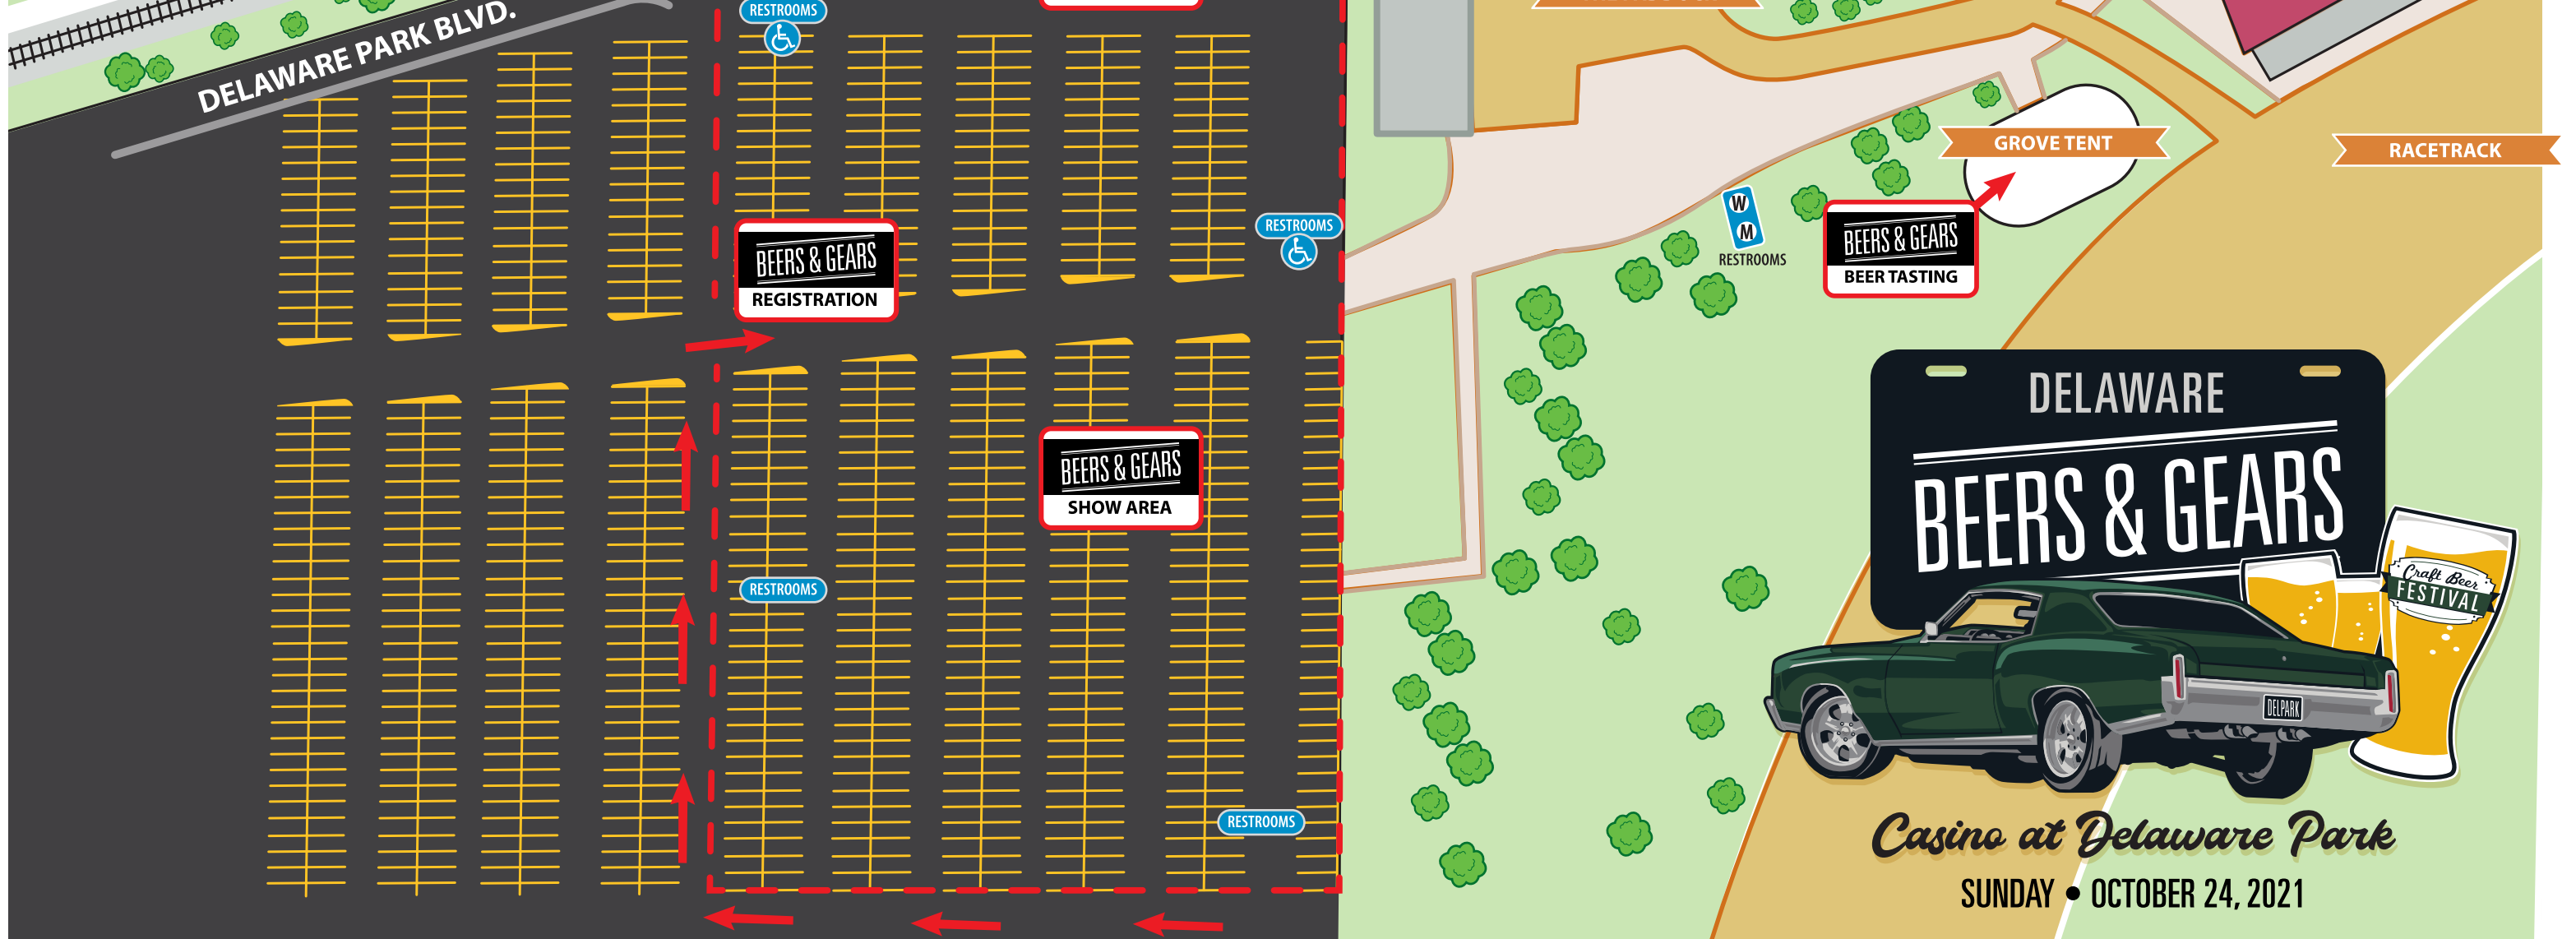 RESTROOMS
DELAWARE PARK BLVD.
GROVE TENT
RACETRACK
RESTROOMS
W
M
RESTROOMS
BEERS & GEARS
BEER TASTING
BEERS & GEARS
REGISTRATION
BEERS & GEARS
SHOW AREA
RESTROOMS
RESTROOMS
DELAWARE
BEERS & GEARS
Craft Beer
FESTIVAL
DELPARK
Casino at Delaware Park
SUNDAY • OCTOBER 24, 2021